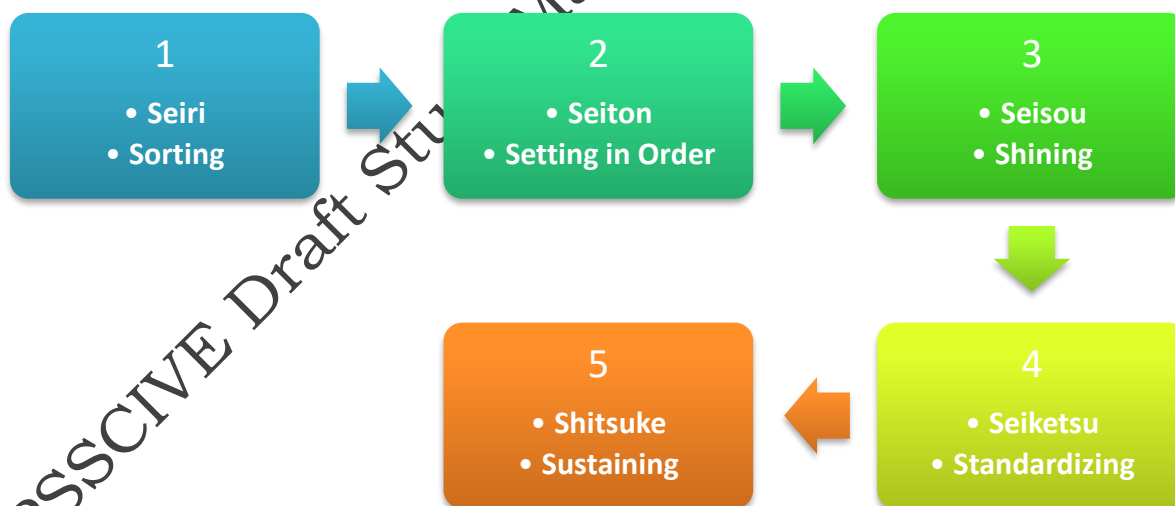 1
• Seiri
• Sorting
2
• Seiton
• Setting in Order
3
• Seisou
• Shining
4
• Seiketsu
• Standardizing
5
• Shitsuke
• Sustaining
PSSCIVE Draft